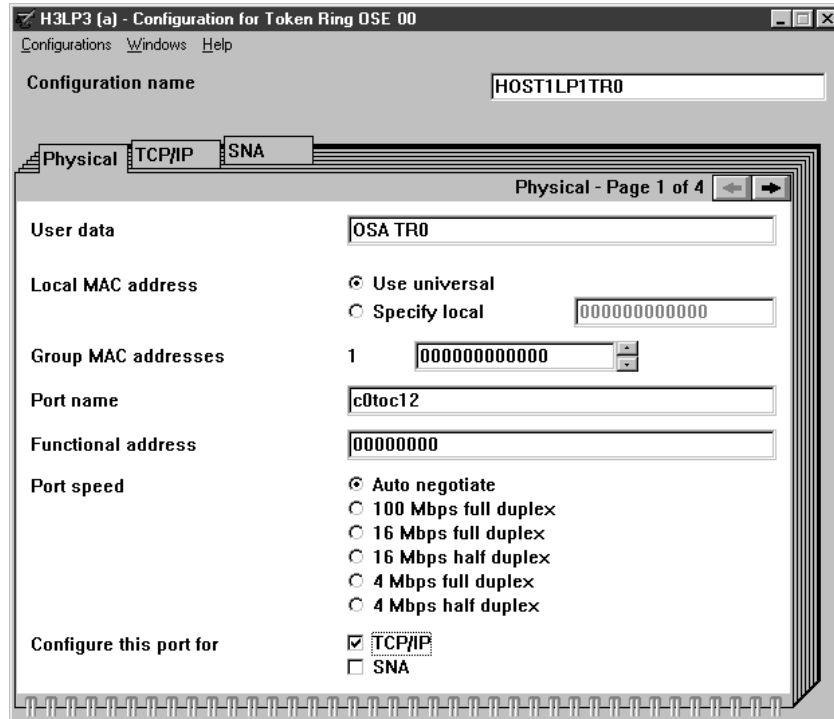 H3LP3 (a) - Configuration for Token Ring OSE 00
Configurations Windows Help
Configuration name HOST1LP1TR0
Physical TCP/IP SNA
Physical - Page 1 of 4
User data OSA TR0
Local MAC address Use universal
Specify local 000000000000
Group MAC addresses 1 000000000000
Port name c0toc12
Functional address 00000000
Port speed Auto negotiate
100 Mbps full duplex
16 Mbps full duplex
16 Mbps half duplex
4 Mbps full duplex
4 Mbps half duplex
Configure this port for TCP/IP
SNA